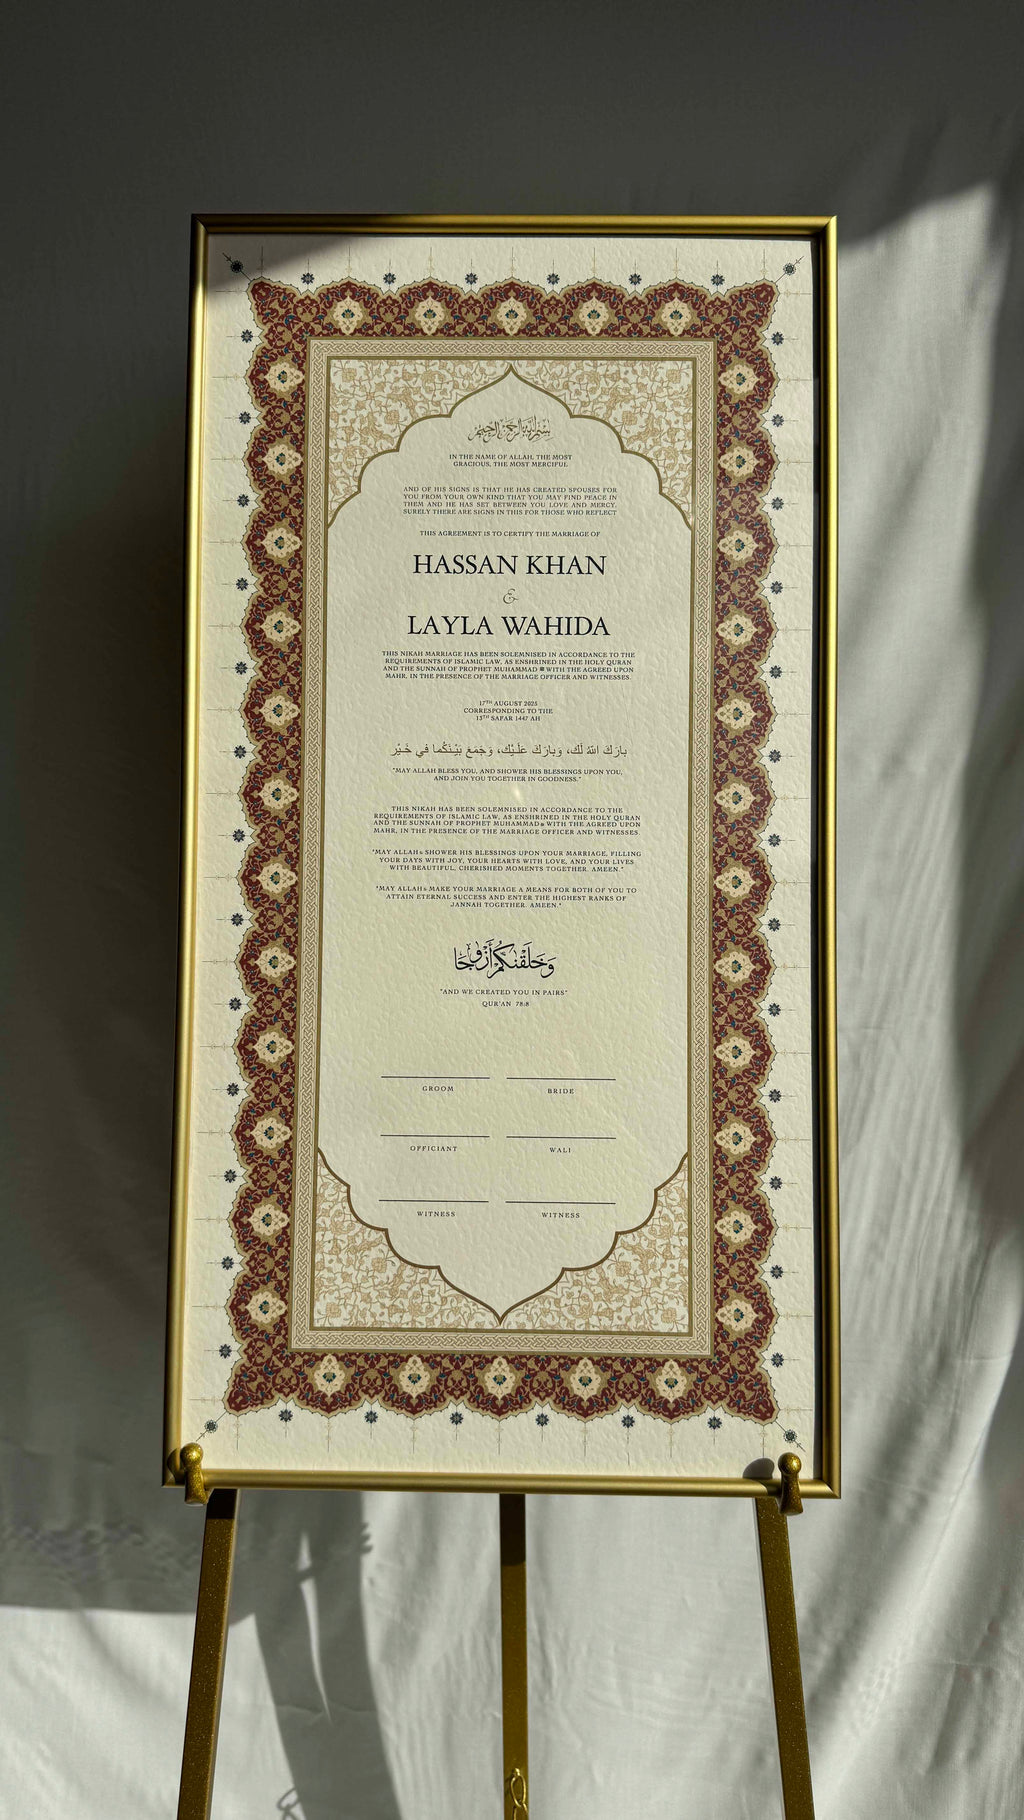 بسم الله الرحمن الرحيم
IN THE NAME OF ALLAH, THE MOST
GRACIOUS, THE MOST MERCIFUL
AND OF HIS SIGNS IS THAT HE HAS CREATED SPOUSES FOR
YOU FROM YOUR OWN KIND THAT YOU MAY FIND PEACE IN
THEM AND HE HAS SET BETWEEN YOU LOVE AND MERCY.
SURELY THERE ARE SIGNS IN THIS FOR THOSE WHO REFLECT
THIS AGREEMENT IS TO CERTIFY THE MARRIAGE OF
HASSAN KHAN
&
LAYLA WAHIDA
THIS NIKAH MARRIAGE HAS BEEN SOLEMNISED IN ACCORDANCE TO THE
REQUIREMENTS OF ISLAMIC LAW, AS ENSHRINED IN THE HOLY QURAN
AND THE SUNNAH OF PROPHET MUHAMMAD ﷺ WITH THE AGREED UPON
MAHR, IN THE PRESENCE OF THE MARRIAGE OFFICER AND WITNESSES.
17TH AUGUST 2025
CORRESPONDING TO THE
13TH SAFAR 1447 AH
بارَكَ اللهُ لَك، وَبارَكَ عَلَيْك، وَجَمَعَ بَيْنَكُما في خَيْر
"MAY ALLAH BLESS YOU, AND SHOWER HIS BLESSINGS UPON YOU,
AND JOIN YOU TOGETHER IN GOODNESS."
THIS NIKAH HAS BEEN SOLEMNISED IN ACCORDANCE TO THE
REQUIREMENTS OF ISLAMIC LAW, AS ENSHRINED IN THE HOLY QURAN
AND THE SUNNAH OF PROPHET MUHAMMAD ﷺ WITH THE AGREED UPON
MAHR, IN THE PRESENCE OF THE MARRIAGE OFFICER AND WITNESSES.
"MAY ALLAH SHOWER HIS BLESSINGS UPON YOUR MARRIAGE, FILLING
YOUR DAYS WITH JOY, YOUR HEARTS WITH LOVE, AND YOUR LIVES
WITH BEAUTIFUL, CHERISHED MOMENTS TOGETHER. AMEEN."
"MAY ALLAH MAKE YOUR MARRIAGE A MEANS FOR BOTH OF YOU TO
ATTAIN ETERNAL SUCCESS AND ENTER THE HIGHEST RANKS OF
JANNAH TOGETHER. AMEEN."
وَخَلَقْنَٰكُمْ أَزْوَٰجًا
"AND WE CREATED YOU IN PAIRS"
QUR'AN 78:8
GROOM BRIDE
OFFICIANT WALI
WITNESS WITNESS